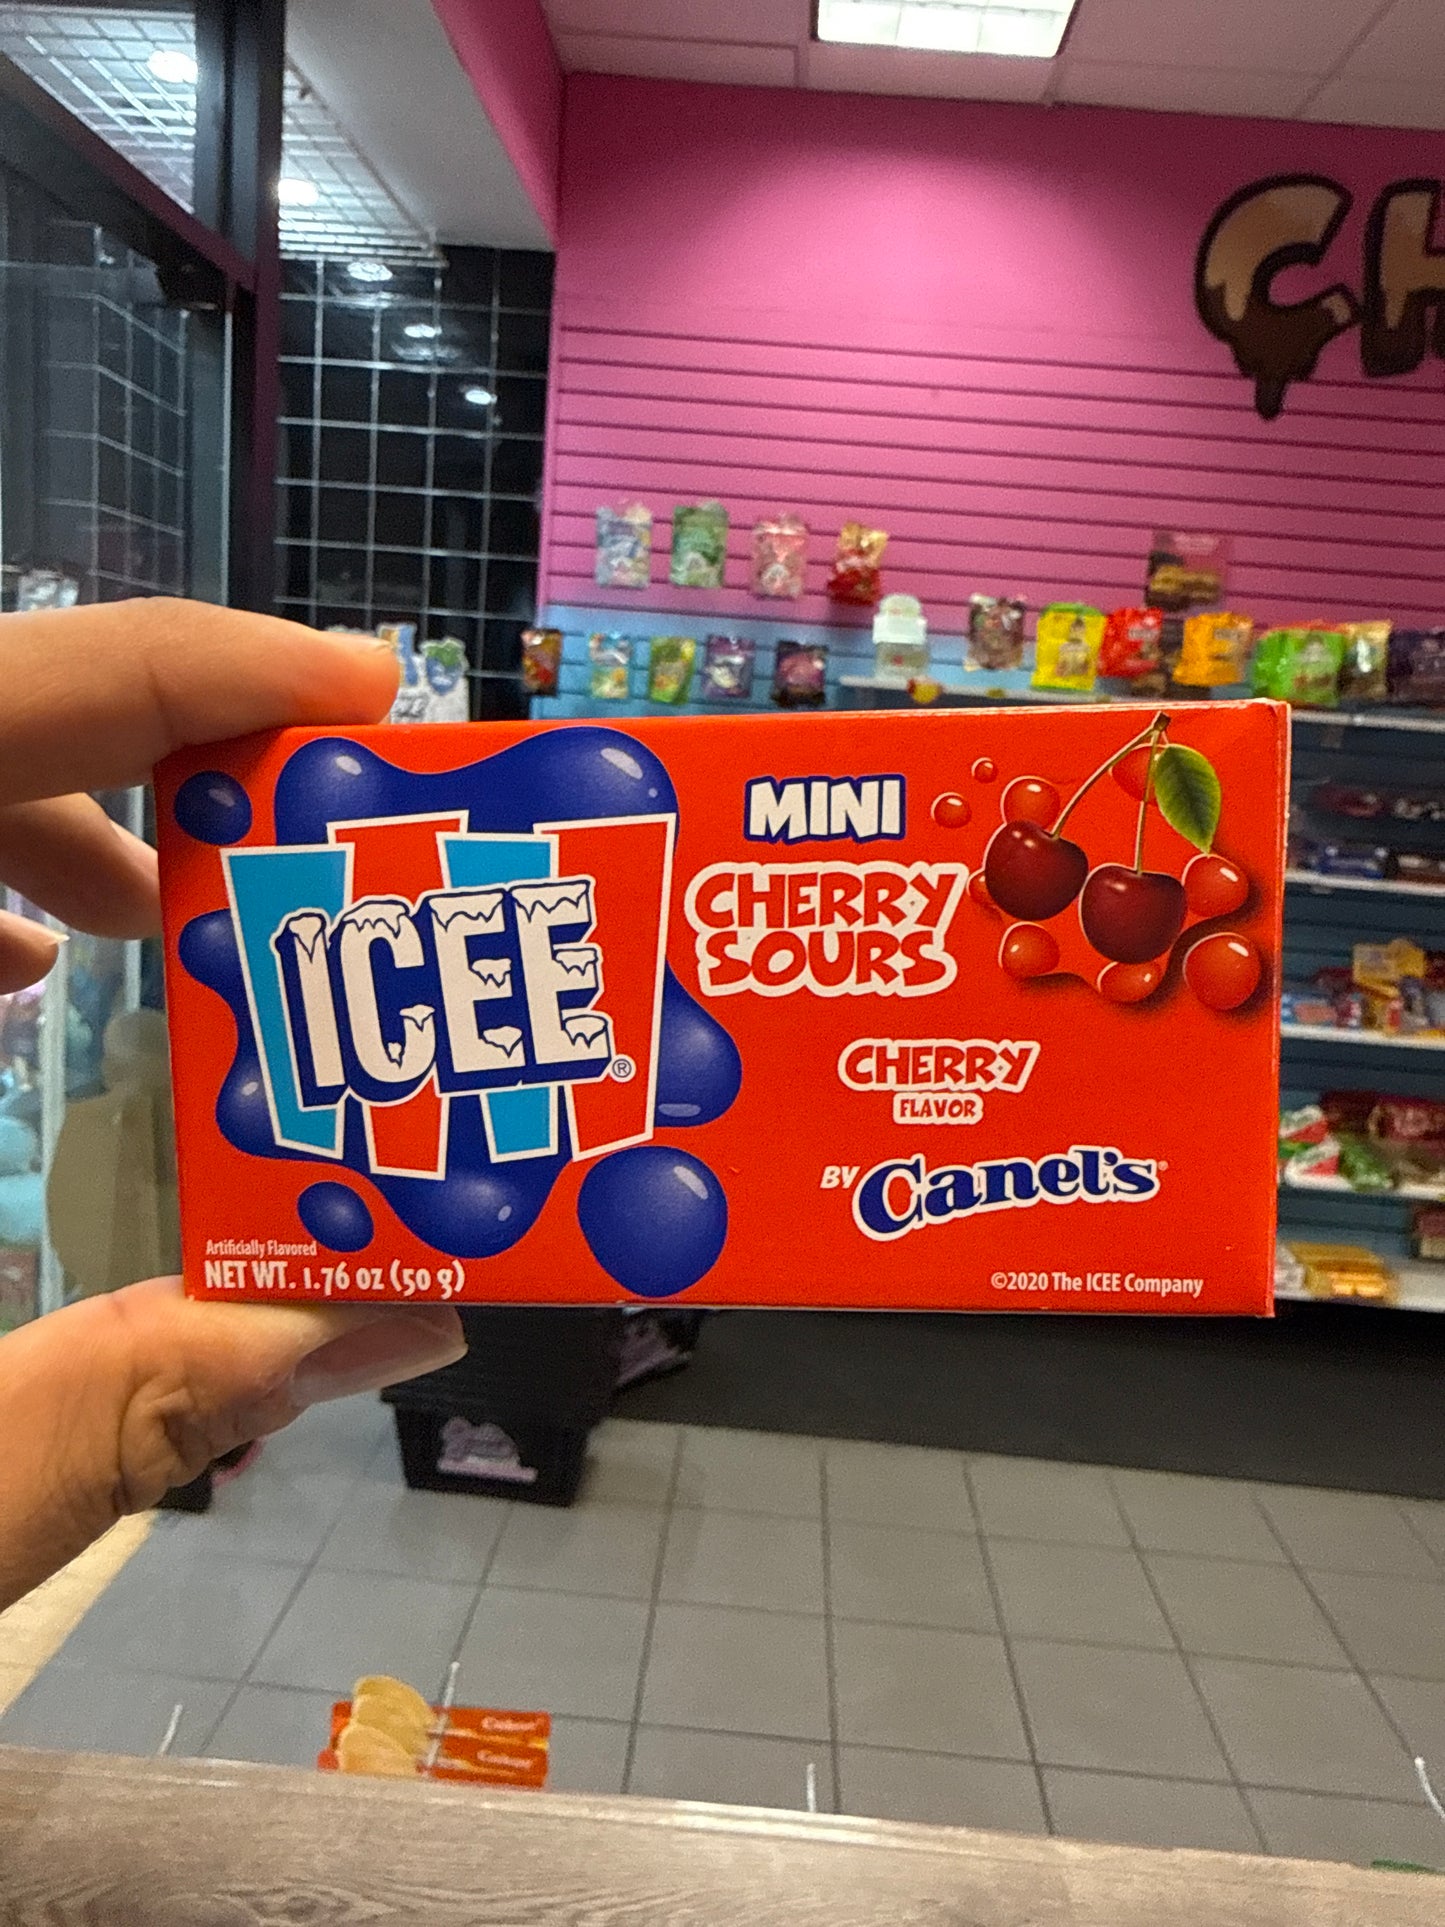 CH
ICEE®
MINI
CHERRY
SOURS
CHERRY
FLAVOR
BY Canel's
Artificially Flavored
NET WT. 1.76 OZ (50 g)
©2020 The ICEE Company